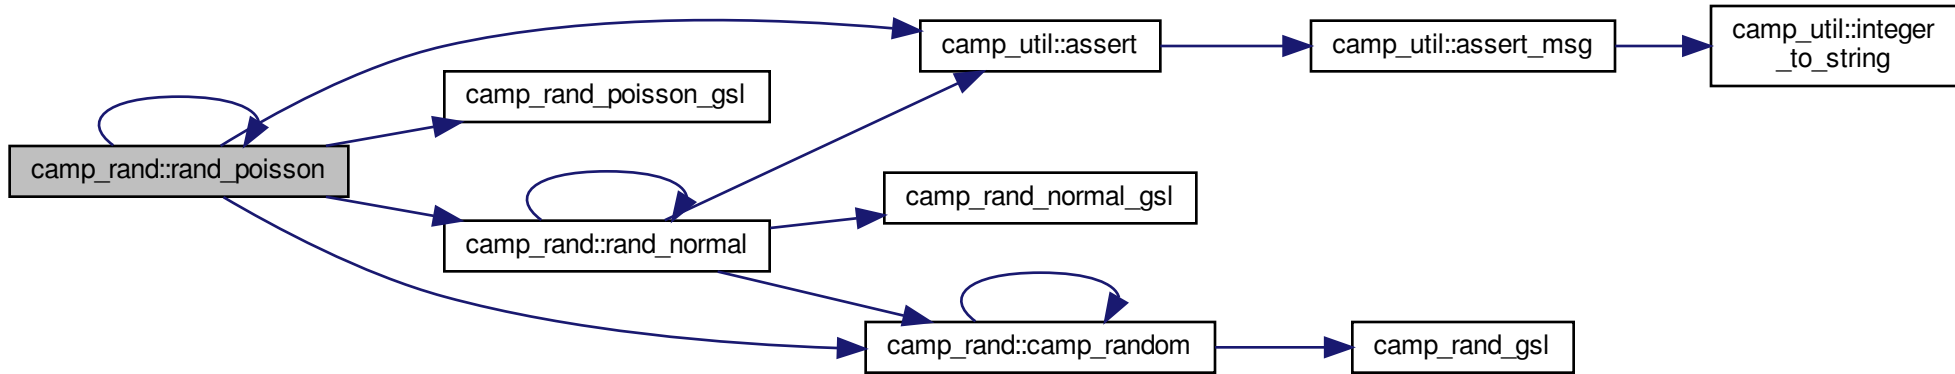 camp_rand::rand_poisson
camp_util::assert
camp_util::assert_msg
camp_util::integer
_to_string
camp_rand_poisson_gsl
camp_rand::rand_normal
camp_rand_normal_gsl
camp_rand::camp_random
camp_rand_gsl